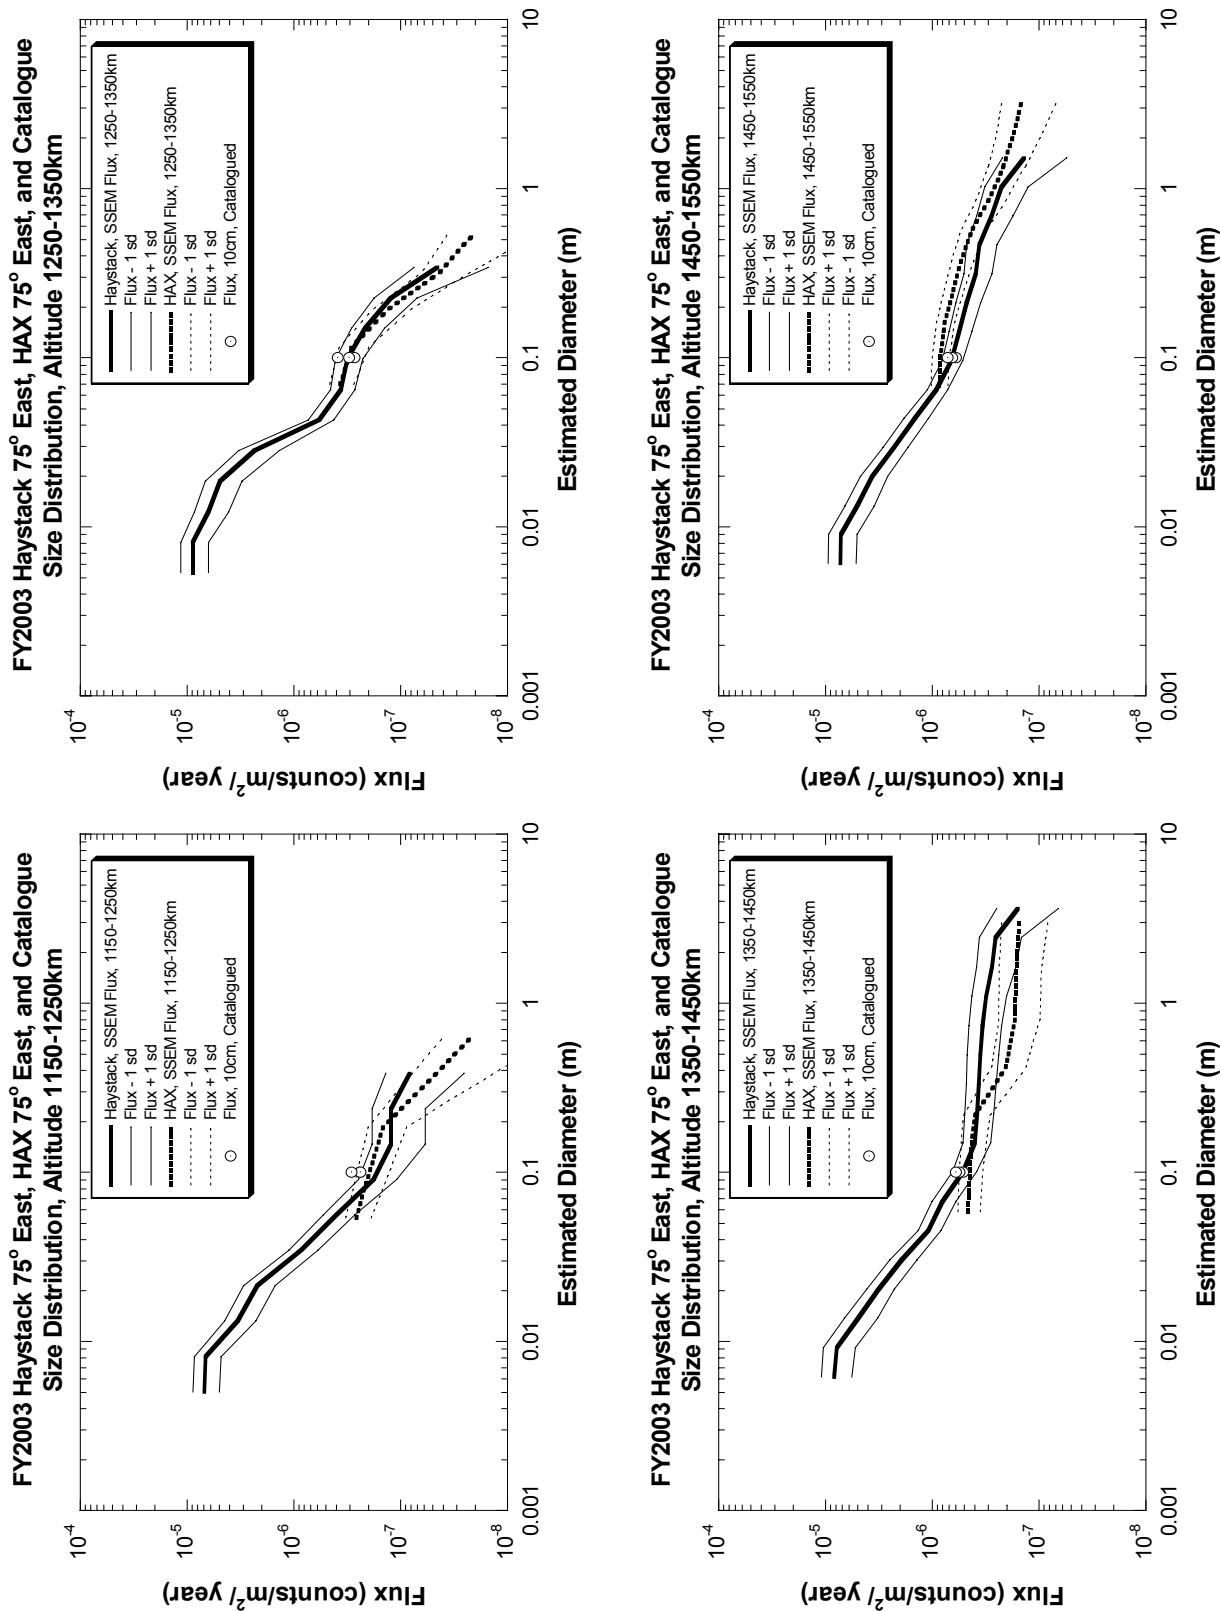 FY2003 Haystack 75° East, HAX 75° East, and Catalogue
Size Distribution, Altitude 1150-1250km
Haystack, SSEM Flux, 1150-1250km
Flux - 1 sd
Flux + 1 sd
HAX, SSEM Flux, 1150-1250km
Flux - 1 sd
Flux + 1 sd
Flux, 10cm, Catalogued
Flux (counts/m²/ year)
10⁻⁴
10⁻⁵
10⁻⁶
10⁻⁷
10⁻⁸
0.001
0.01
0.1
1
10
Estimated Diameter (m)
FY2003 Haystack 75° East, HAX 75° East, and Catalogue
Size Distribution, Altitude 1250-1350km
Haystack, SSEM Flux, 1250-1350km
Flux - 1 sd
Flux + 1 sd
HAX, SSEM Flux, 1250-1350km
Flux - 1 sd
Flux + 1 sd
Flux, 10cm, Catalogued
Flux (counts/m²/ year)
10⁻⁴
10⁻⁵
10⁻⁶
10⁻⁷
10⁻⁸
0.001
0.01
0.1
1
10
Estimated Diameter (m)
FY2003 Haystack 75° East, HAX 75° East, and Catalogue
Size Distribution, Altitude 1350-1450km
Haystack, SSEM Flux, 1350-1450km
Flux - 1 sd
Flux + 1 sd
HAX, SSEM Flux, 1350-1450km
Flux - 1 sd
Flux + 1 sd
Flux, 10cm, Catalogued
Flux (counts/m²/ year)
10⁻⁴
10⁻⁵
10⁻⁶
10⁻⁷
10⁻⁸
0.001
0.01
0.1
1
10
Estimated Diameter (m)
FY2003 Haystack 75° East, HAX 75° East, and Catalogue
Size Distribution, Altitude 1450-1550km
Haystack, SSEM Flux, 1450-1550km
Flux - 1 sd
Flux + 1 sd
HAX, SSEM Flux, 1450-1550km
Flux - 1 sd
Flux + 1 sd
Flux, 10cm, Catalogued
Flux (counts/m²/ year)
10⁻⁴
10⁻⁵
10⁻⁶
10⁻⁷
10⁻⁸
0.001
0.01
0.1
1
10
Estimated Diameter (m)